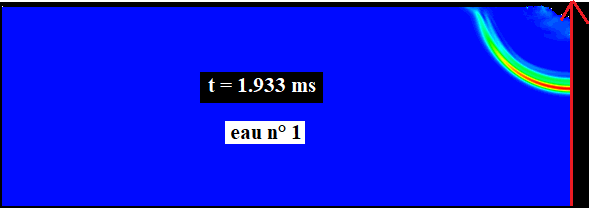 t = 1.933 ms
eau n° 1